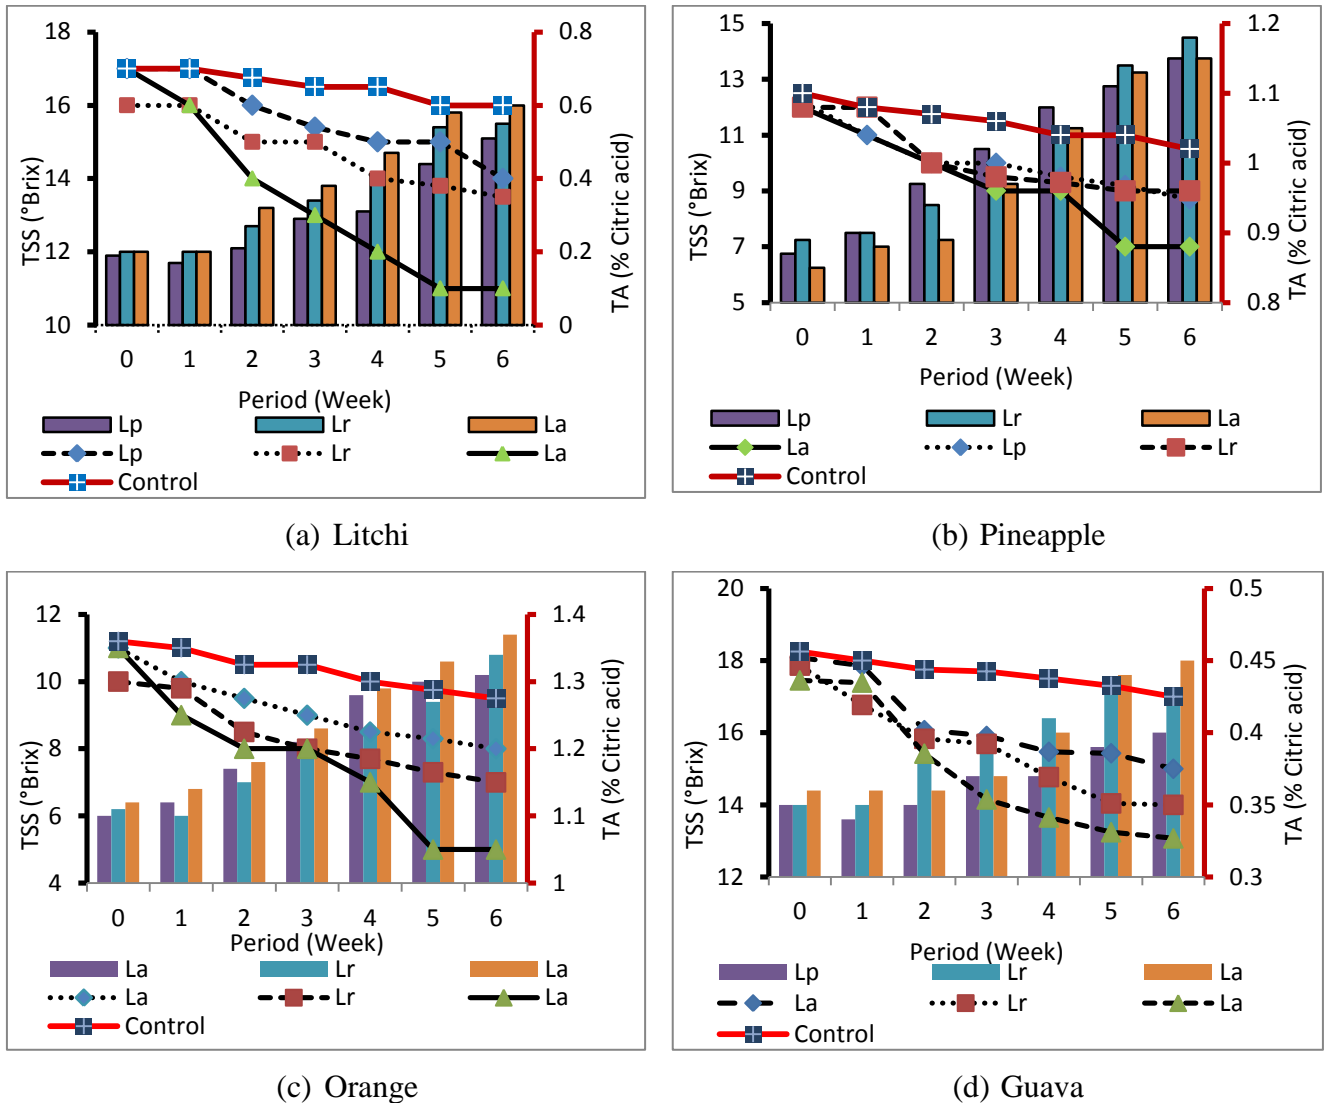 18
16
14
12
10
TSS (°Brix)
0.8
0.6
0.4
0.2
0
TA (% Citric acid)
0 1 2 3 4 5 6
Period (Week)
Lp Lr La
Lp Lr La
Control
(a) Litchi
15
13
11
9
7
5
TSS (°Brix)
1.2
1.1
1
0.9
0.8
TA (% Citric acid)
0 1 2 3 4 5 6
Period (Week)
Lp Lr La
La Lp Lr
Control
(b) Pineapple
12
10
8
6
4
TSS (°Brix)
1.4
1.3
1.2
1.1
1
TA (% Citric acid)
0 1 2 3 4 5 6
Period (Week)
La Lr La
La Lr La
Control
(c) Orange
20
18
16
14
12
TSS (°Brix)
0.5
0.45
0.4
0.35
0.3
TA (% Citric acid)
0 1 2 3 4 5 6
Period (Week)
Lp Lr La
La Lr La
Control
(d) Guava